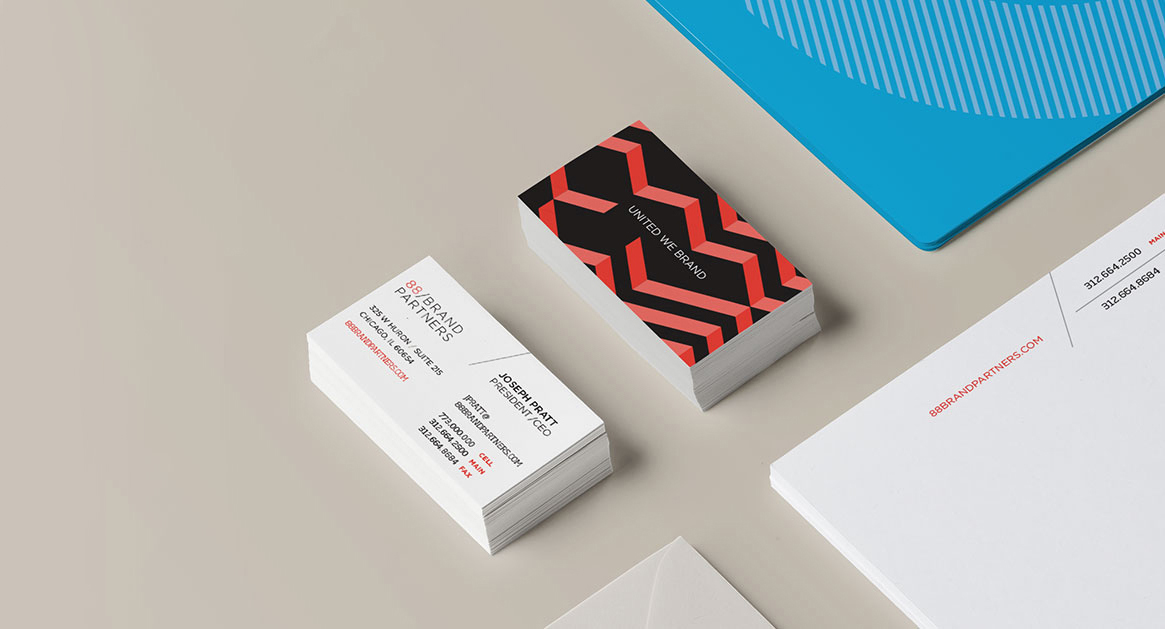 88/BRAND
PARTNERS
325 W HURON / SUITE 215
CHICAGO, IL 60654
88BRANDPARTNERS.COM
JOSEPH PRATT
PRESIDENT/CEO
JPRATT@
88BRANDPARTNERS.COM
773.000.000 CELL
312.664.2500 MAIN
312.664.8684 FAX
UNITED WE BRAND
312.664.2500 MAIN
312.664.8684
88BRANDPARTNERS.COM